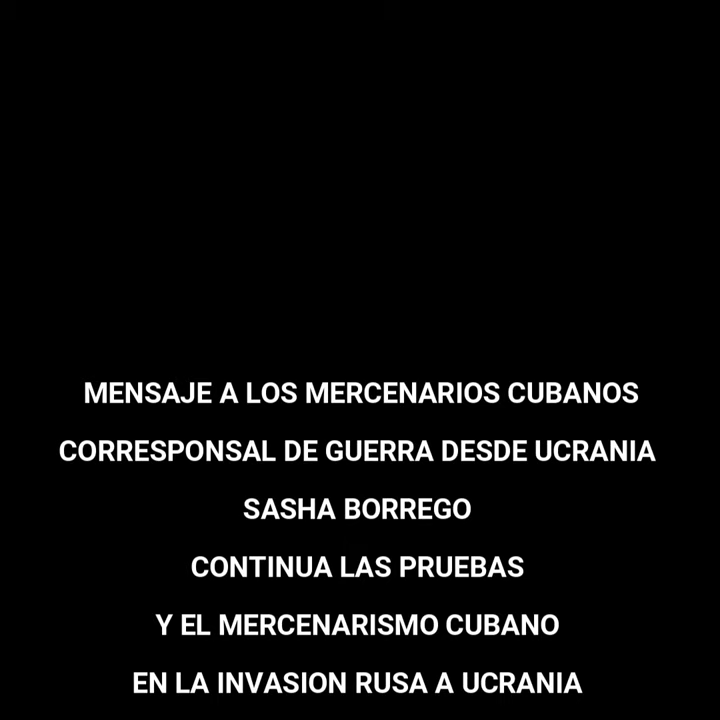 MENSAJE A LOS MERCENARIOS CUBANOS
CORRESPONSAL DE GUERRA DESDE UCRANIA
SASHA BORREGO
CONTINUA LAS PRUEBAS
Y EL MERCENARISMO CUBANO
EN LA INVASION RUSA A UCRANIA